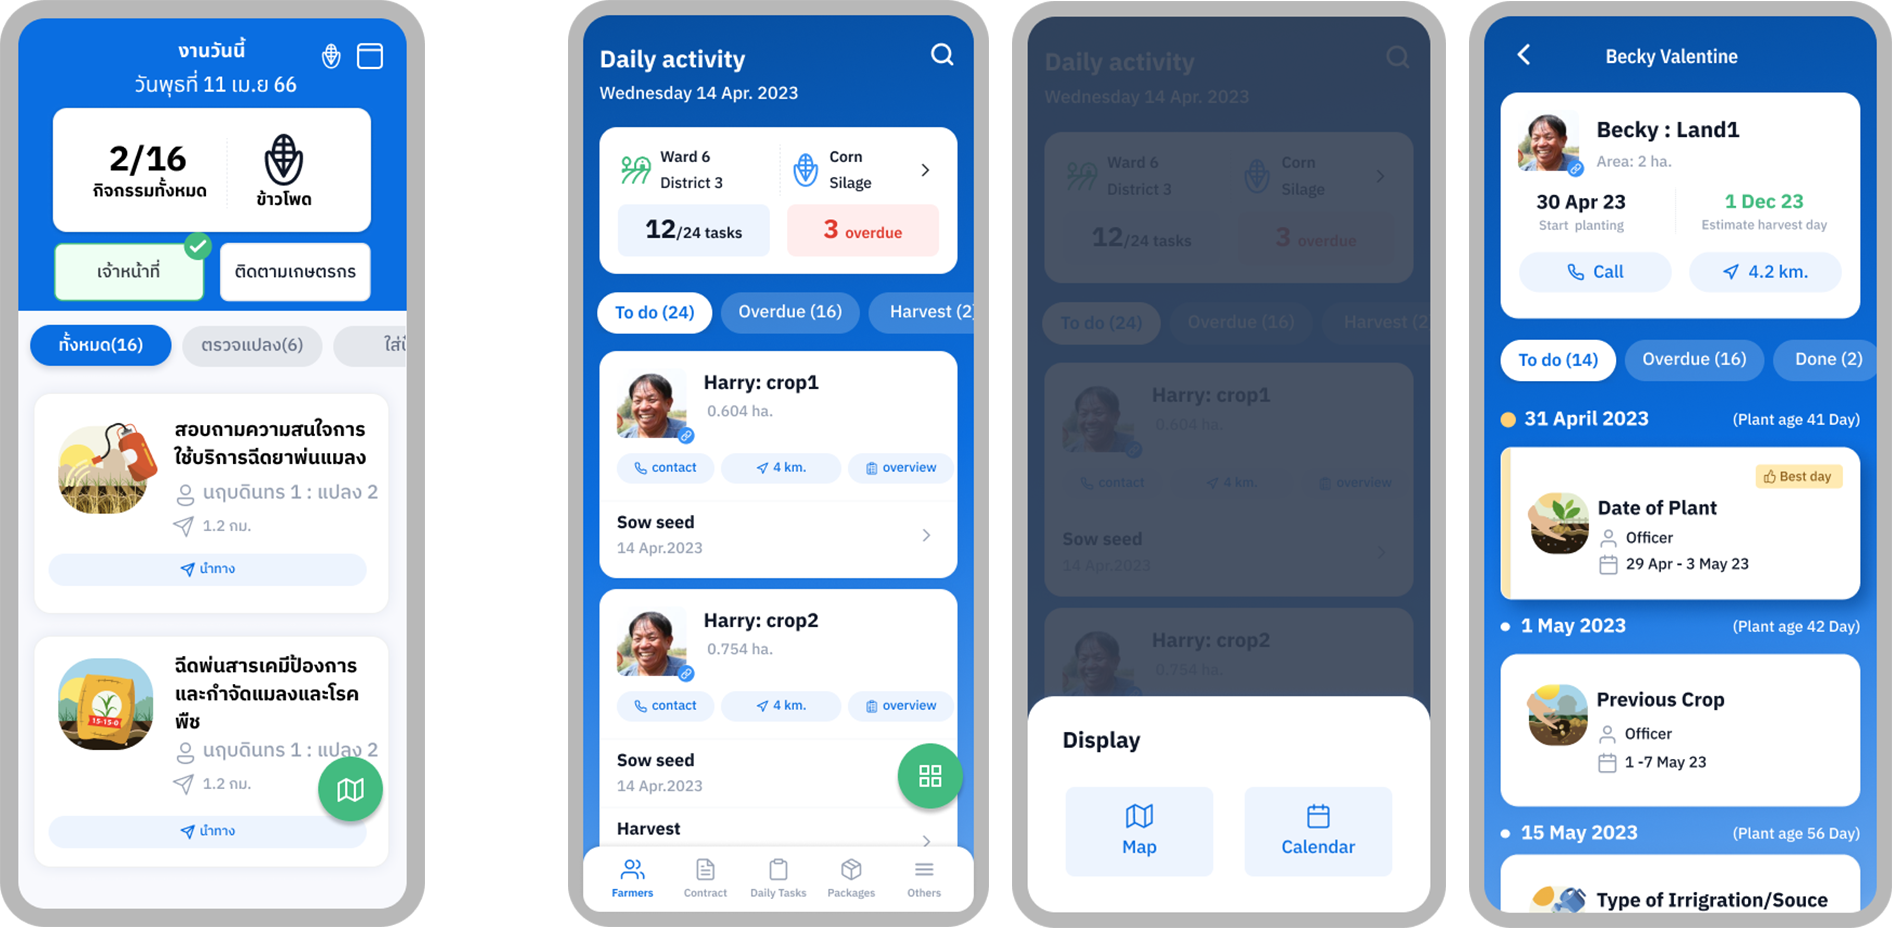 งานวันนี้
วันพุธที่ 11 เม.ย 66
2/16
กิจกรรมทั้งหมด
ข้าวโพด
เจ้าหน้าที่
ติดตามเกษตรกร
ทั้งหมด(16)
ตรวจแปลง(6)
สอบถามความสนใจการ
ใช้บริการฉีดยาพ่นแมลง
นฤบดินทร 1 : แปลง 2
1.2 กม.
นำทาง
ฉีดพ่นสารเคมีป้องการ
และกำจัดแมลงและโรค
พืช
15-15-0
นฤบดินทร 1 : แปลง 2
1.2 กม.
นำทาง
Daily activity
Wednesday 14 Apr. 2023
Ward 6
District 3
Corn
Silage
12/24 tasks
3 overdue
To do (24)
Overdue (16)
Harvest (2)
Harry: crop1
0.604 ha.
contact
4 km.
overview
Sow seed
14 Apr.2023
Harry: crop2
0.754 ha.
contact
4 km.
overview
Sow seed
14 Apr.2023
Harvest
Farmers
Contract
Daily Tasks
Packages
Others
Daily activity
Wednesday 14 Apr. 2023
Ward 6
District 3
Corn
Silage
12/24 tasks
3 overdue
To do (24)
Overdue (16)
Harvest (2
Harry: crop1
0.604 ha.
contact
4 km.
overview
Sow seed
14 Apr.2023
Harry: crop2
0.754 ha.
Display
Map
Calendar
Becky Valentine
Becky : Land1
Area: 2 ha.
30 Apr 23
Start planting
1 Dec 23
Estimate harvest day
Call
4.2 km.
To do (14)
Overdue (16)
Done (2)
31 April 2023
(Plant age 41 Day)
Best day
Date of Plant
Officer
29 Apr - 3 May 23
1 May 2023
(Plant age 42 Day)
Previous Crop
Officer
1 -7 May 23
15 May 2023
(Plant age 56 Day)
Type of Irrigration/Souce